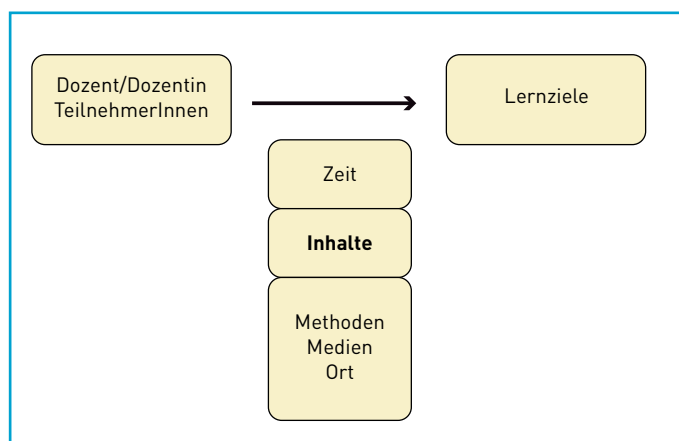 Dozent/Dozentin
TeilnehmerInnen
Lernziele
Zeit
Inhalte
Methoden
Medien
Ort